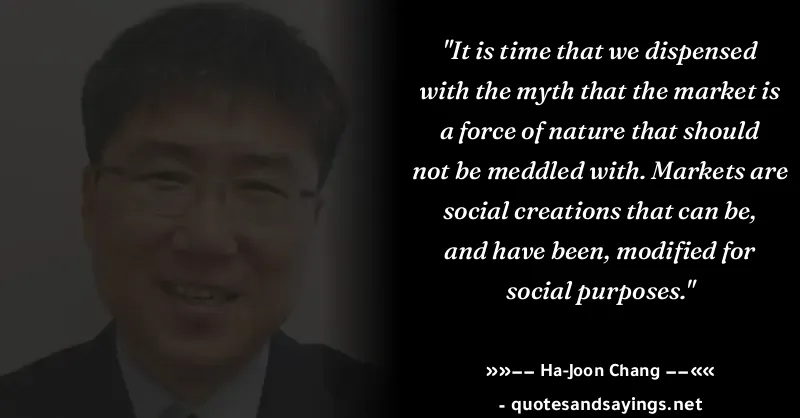 "It is time that we dispensed
with the myth that the market is
a force of nature that should
not be meddled with. Markets are
social creations that can be,
and have been, modified for
social purposes."
»»−− Ha-Joon Chang −−««
- quotesandsayings.net